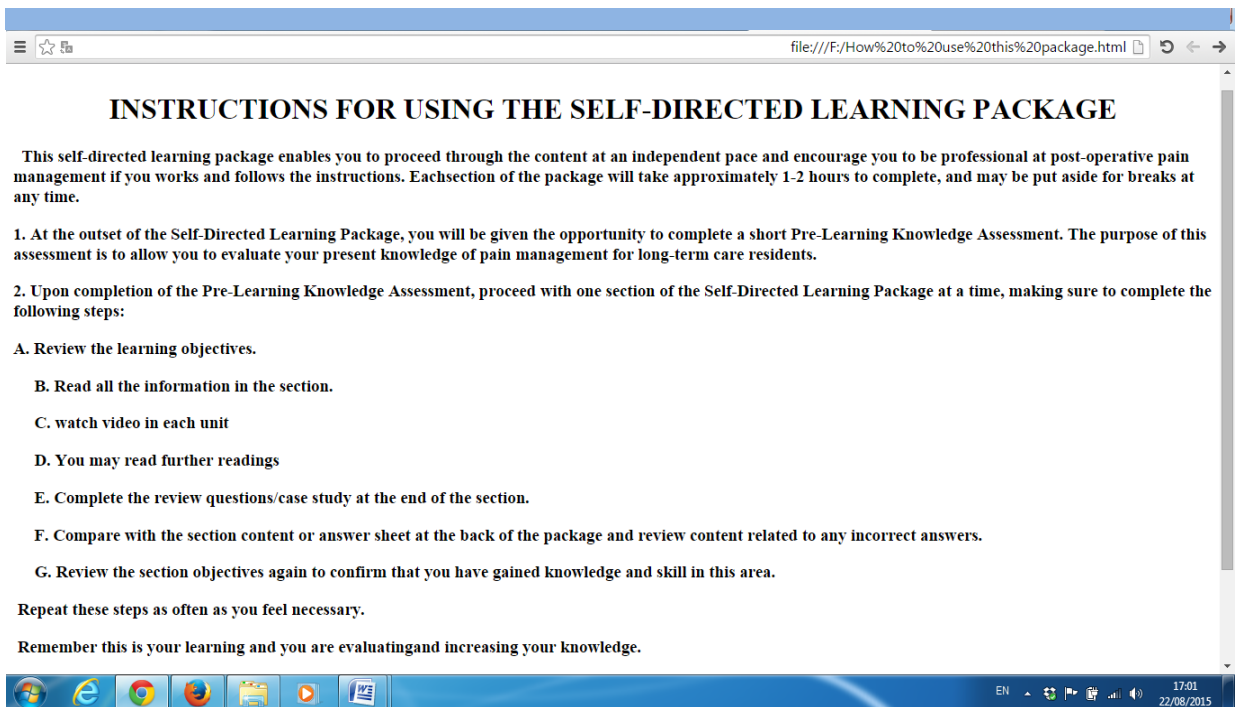 file:///F:/How%20to%20use%20this%20package.html
INSTRUCTIONS FOR USING THE SELF-DIRECTED LEARNING PACKAGE
This self-directed learning package enables you to proceed through the content at an independent pace and encourage you to be professional at post-operative pain
management if you works and follows the instructions. Eachsection of the package will take approximately 1-2 hours to complete, and may be put aside for breaks at
any time.
1. At the outset of the Self-Directed Learning Package, you will be given the opportunity to complete a short Pre-Learning Knowledge Assessment. The purpose of this
assessment is to allow you to evaluate your present knowledge of pain management for long-term care residents.
2. Upon completion of the Pre-Learning Knowledge Assessment, proceed with one section of the Self-Directed Learning Package at a time, making sure to complete the
following steps:
A. Review the learning objectives.
B. Read all the information in the section.
C. watch video in each unit
D. You may read further readings
E. Complete the review questions/case study at the end of the section.
F. Compare with the section content or answer sheet at the back of the package and review content related to any incorrect answers.
G. Review the section objectives again to confirm that you have gained knowledge and skill in this area.
Repeat these steps as often as you feel necessary.
Remember this is your learning and you are evaluatingand increasing your knowledge.
EN
17:01
22/08/2015